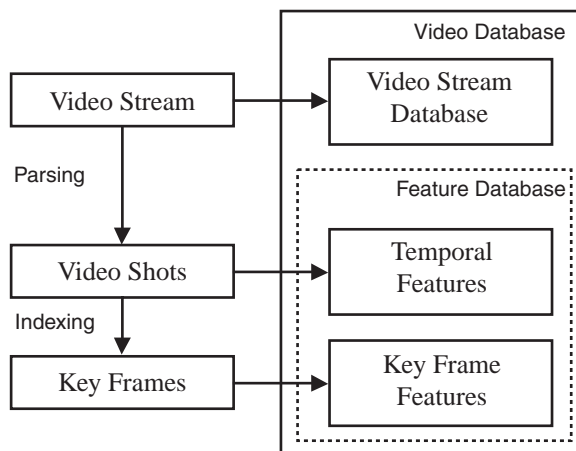 Video Database
Video Stream
Video Stream
Database
Parsing
Feature Database
Video Shots
Temporal
Features
Indexing
Key Frames
Key Frame
Features